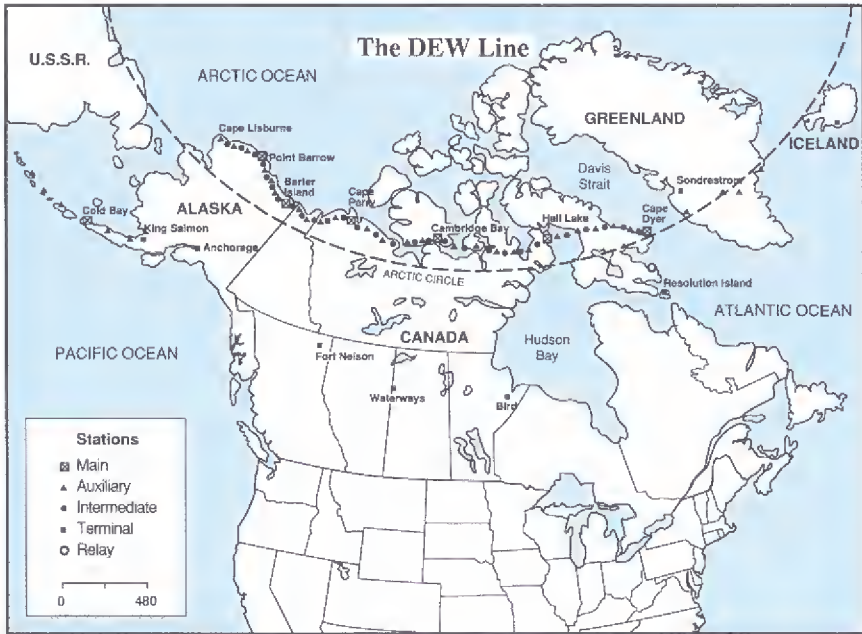 The DEW Line
U.S.S.R.
ARCTIC OCEAN
GREENLAND
ICELAND
Cape Lisburne
Point Barrow
Barter
Island
Cape
Parry
Davis
Strait
Sondrestrom
Cold Bay
ALASKA
King Salmon
Anchorage
Cambridge Bay
Hall Lake
Cape
Dyer
ARCTIC CIRCLE
Resolution Island
ATLANTIC OCEAN
PACIFIC OCEAN
CANADA
Hudson
Bay
Fort Nelson
Waterways
Bird
Stations
Main
Auxiliary
Intermediate
Terminal
Relay
0 480